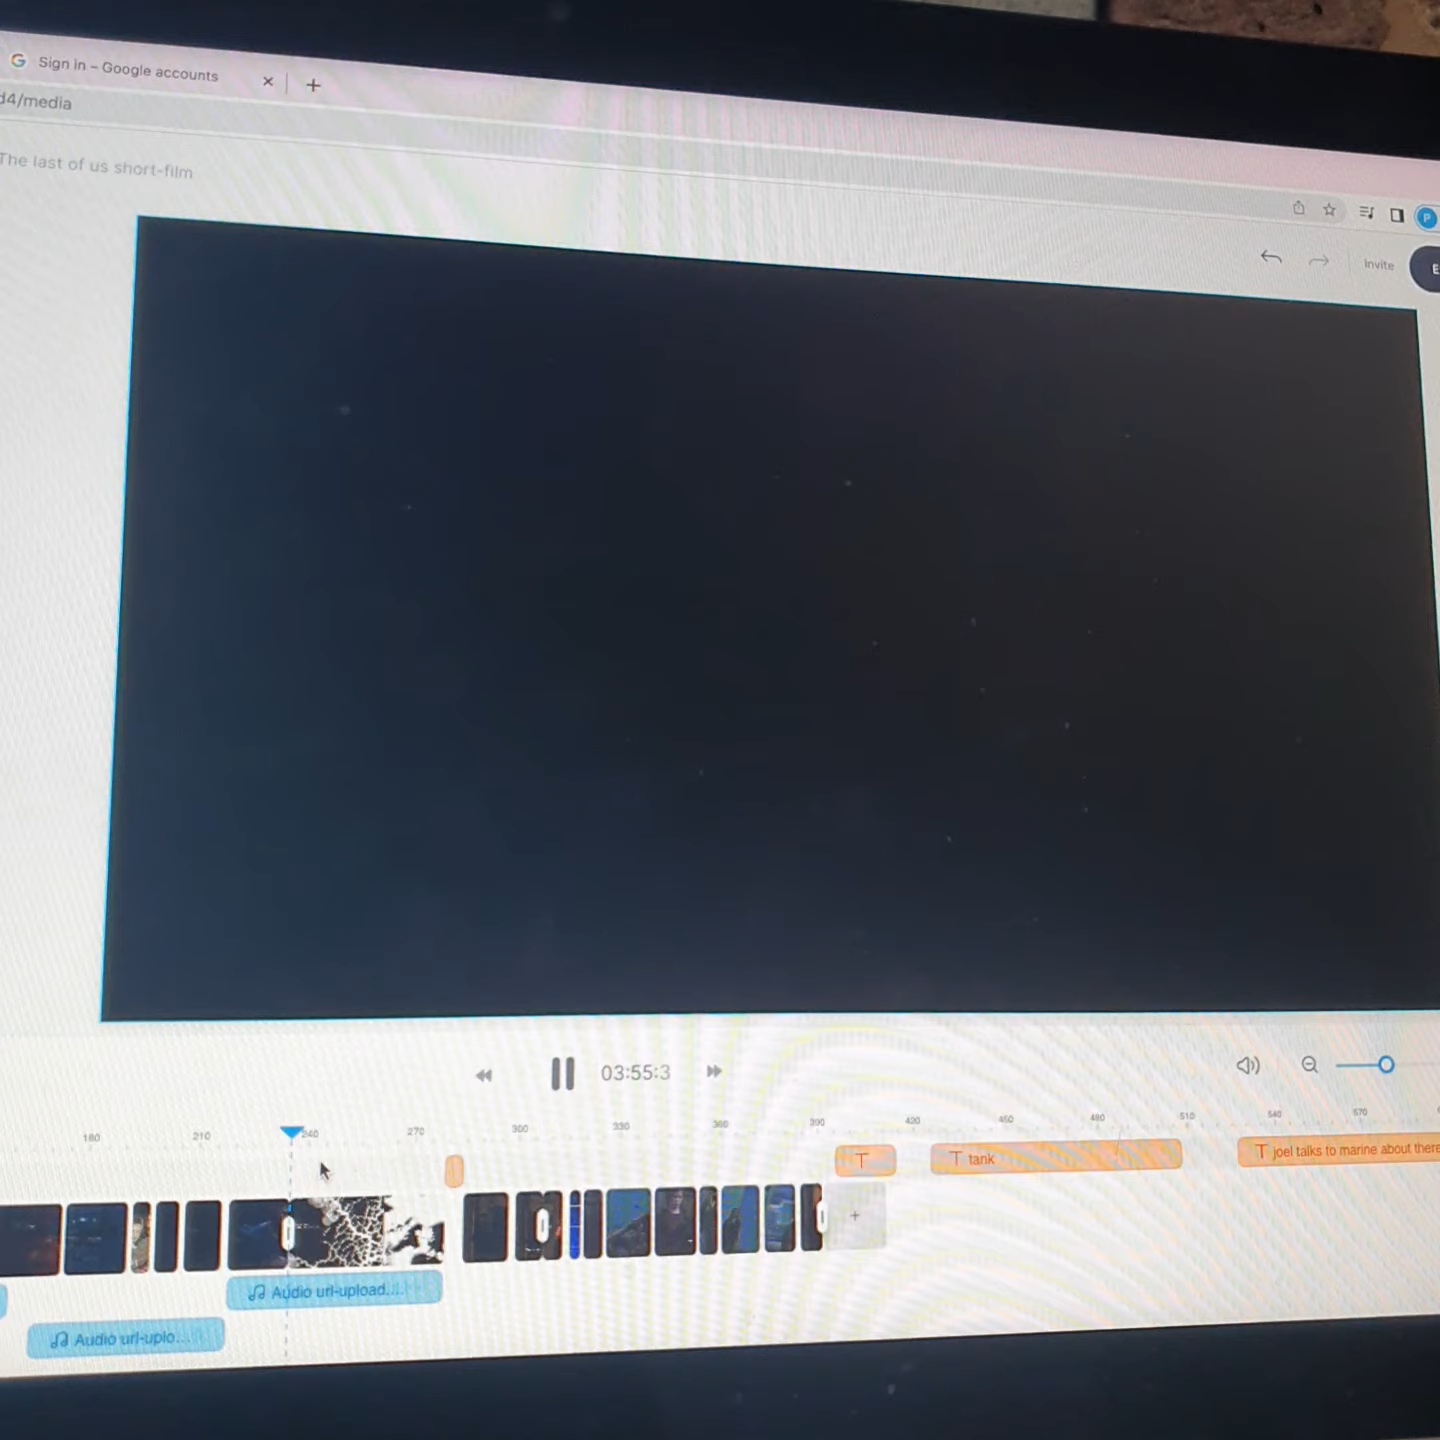 Sign in – Google accounts
d4/media
The last of us short-film
P
Invite
E
03:55:3
180 210 240 270 300 330 360 390 420 450 480 510 540 570
T
T tank
T joel talks to marine about there
Audio url-upload....
Audio url-uplo...